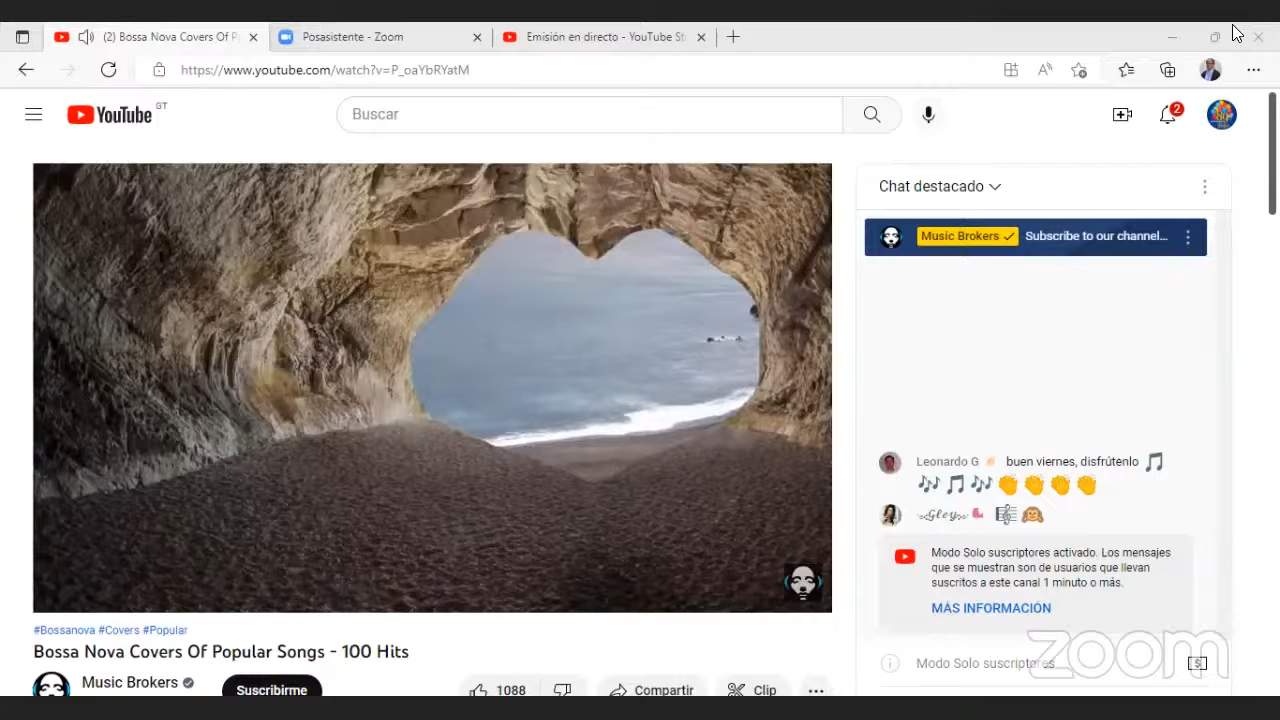 (2) Bossa Nova Covers Of P
Posasistente - Zoom
Emisión en directo - YouTube St
https://www.youtube.com/watch?v=P_oaYbRYatM
YouTube GT
Buscar
2
Chat destacado
Music Brokers Subscribe to our channel...
Leonardo G buen viernes, disfrútenlo
Gloy
Modo Solo suscriptores activado. Los mensajes
que se muestran son de usuarios que llevan
suscritos a este canal 1 minuto o más.
MÁS INFORMACIÓN
#Bossanova #Covers #Popular
Bossa Nova Covers Of Popular Songs - 100 Hits
Modo Solo suscriptores
zoom
Music Brokers
Suscribirme
1088
Compartir
Clip